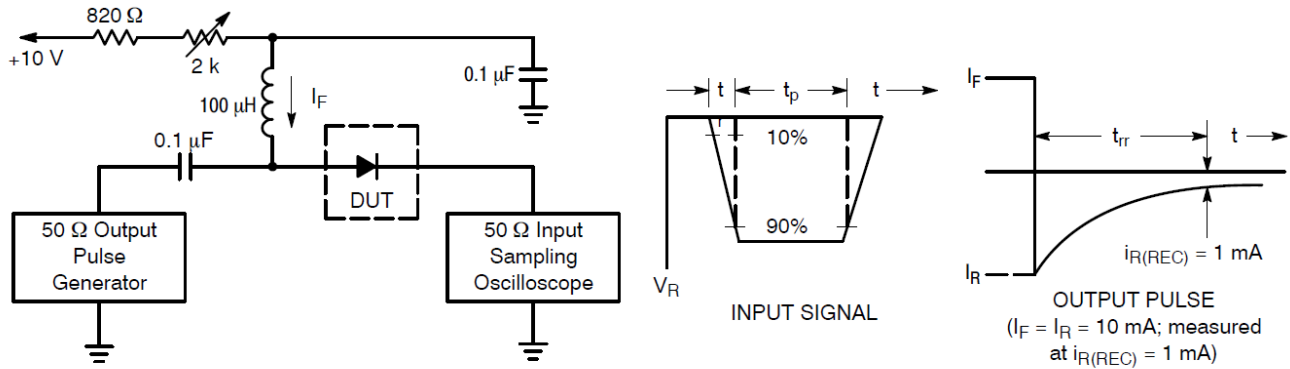 820 Ω
+10 V
2 k
100 µH
I_F
0.1 µF
0.1 µF
DUT
50 Ω Output
Pulse
Generator
50 Ω Input
Sampling
Oscilloscope
t
r
t_p
t
10%
90%
V_R
INPUT SIGNAL
I_F
t_rr
t
I_R
i_R(REC) = 1 mA
OUTPUT PULSE
(I_F = I_R = 10 mA; measured
at i_R(REC) = 1 mA)